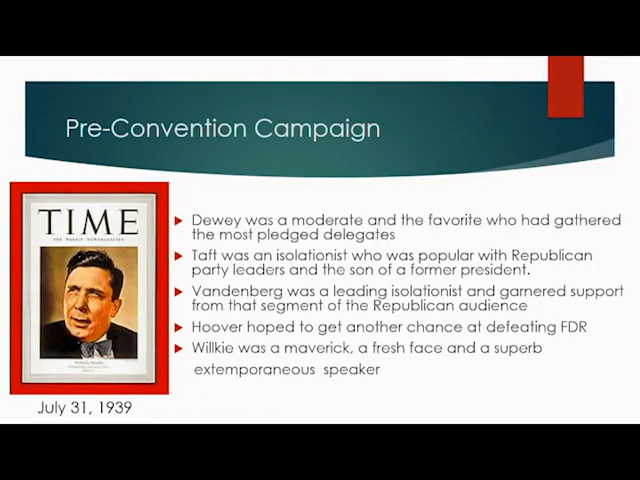 Pre-Convention Campaign
TIME
THE WEEKLY NEWSMAGAZINE
Dewey was a moderate and the favorite who had gathered
the most pledged delegates
Taft was an isolationist who was popular with Republican
party leaders and the son of a former president.
Vandenberg was a leading isolationist and garnered support
from that segment of the Republican audience
Hoover hoped to get another chance at defeating FDR
Willkie was a maverick, a fresh face and a superb
extemporaneous speaker
July 31, 1939